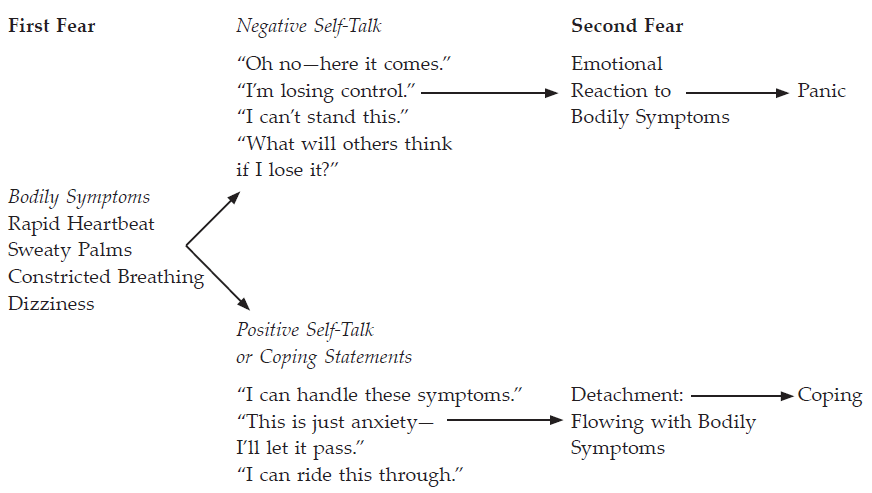 First Fear
Negative Self-Talk
Second Fear
“Oh no—here it comes.”
“I’m losing control.”
“I can’t stand this.”
“What will others think
if I lose it?”
Emotional
Reaction to
Bodily Symptoms
Panic
Bodily Symptoms
Rapid Heartbeat
Sweaty Palms
Constricted Breathing
Dizziness
Positive Self-Talk
or Coping Statements
“I can handle these symptoms.”
“This is just anxiety—
I’ll let it pass.”
“I can ride this through.”
Detachment:
Flowing with Bodily
Symptoms
Coping